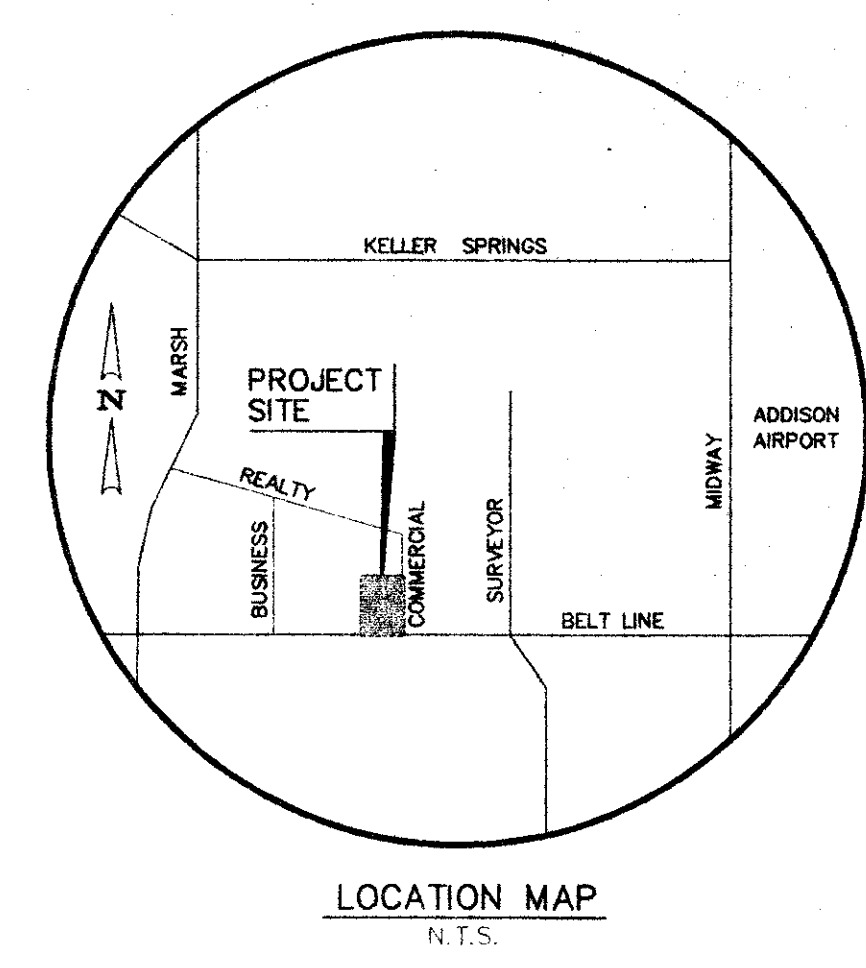 KELLER SPRINGS
MARSH
N
PROJECT
SITE
ADDISON
AIRPORT
MIDWAY
REALTY
BUSINESS
COMMERCIAL
SURVEYOR
BELT LINE
LOCATION MAP
N.T.S.